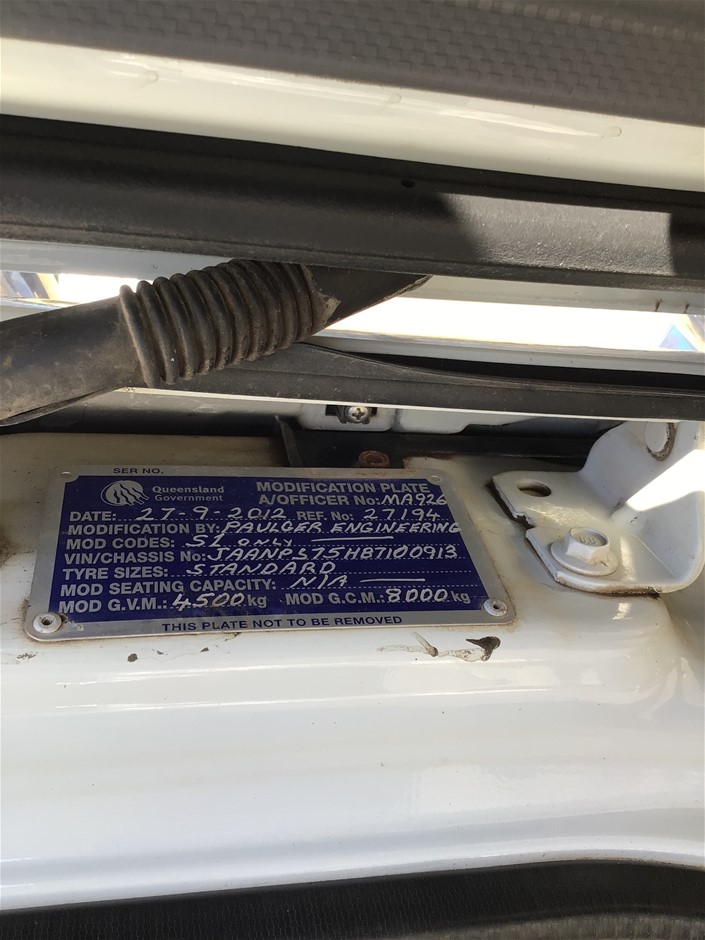 SER NO.
Queensland Government
MODIFICATION PLATE
A/OFFICER No: MA926
DATE: 27-9-2012 REF. No: 27194
MODIFICATION BY: PAULGER ENGINEERING
MOD CODES: S1 ONLY
VIN/CHASSIS No: JAANPS75HB7100913
TYRE SIZES: STANDARD
MOD SEATING CAPACITY: N/A
MOD G.V.M.: 4500 kg MOD G.C.M.: 8000 kg
THIS PLATE NOT TO BE REMOVED